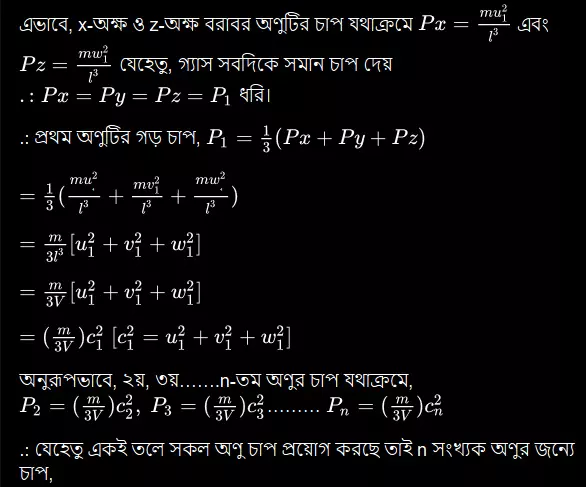 এভাবে, x-অক্ষ ও z-অক্ষ বরাবর অণুটির চাপ যথাক্রমে $Px = \frac{mu_1^2}{l^3}$ এবং
$Pz = \frac{mw_1^2}{l^3}$ যেহেতু, গ্যাস সবদিকে সমান চাপ দেয়
.: $Px = Py = Pz = P_1$ ধরি।
.: প্রথম অণুটির গড় চাপ, $P_1 = \frac{1}{3}(Px + Py + Pz)$
$= \frac{1}{3}(\frac{mu_.^2}{l^3} + \frac{mv_1^2}{l^3} + \frac{mw_.^2}{l^3})$
$= \frac{m}{3l^3}[u_1^2 + v_1^2 + w_1^2]$
$= \frac{m}{3V}[u_1^2 + v_1^2 + w_1^2]$
$= (\frac{m}{3V})c_1^2 \; [c_1^2 = u_1^2 + v_1^2 + w_1^2]$
অনুরূপভাবে, ২য়, ৩য়.......n-তম অণুর চাপ যথাক্রমে,
$P_2 = (\frac{m}{3V})c_2^2, \; P_3 = (\frac{m}{3V})c_3^2 ......... P_n = (\frac{m}{3V})c_n^2$
.: যেহেতু একই তলে সকল অণু চাপ প্রয়োগ করছে তাই n সংখ্যক অণুর জন্যে
চাপ,